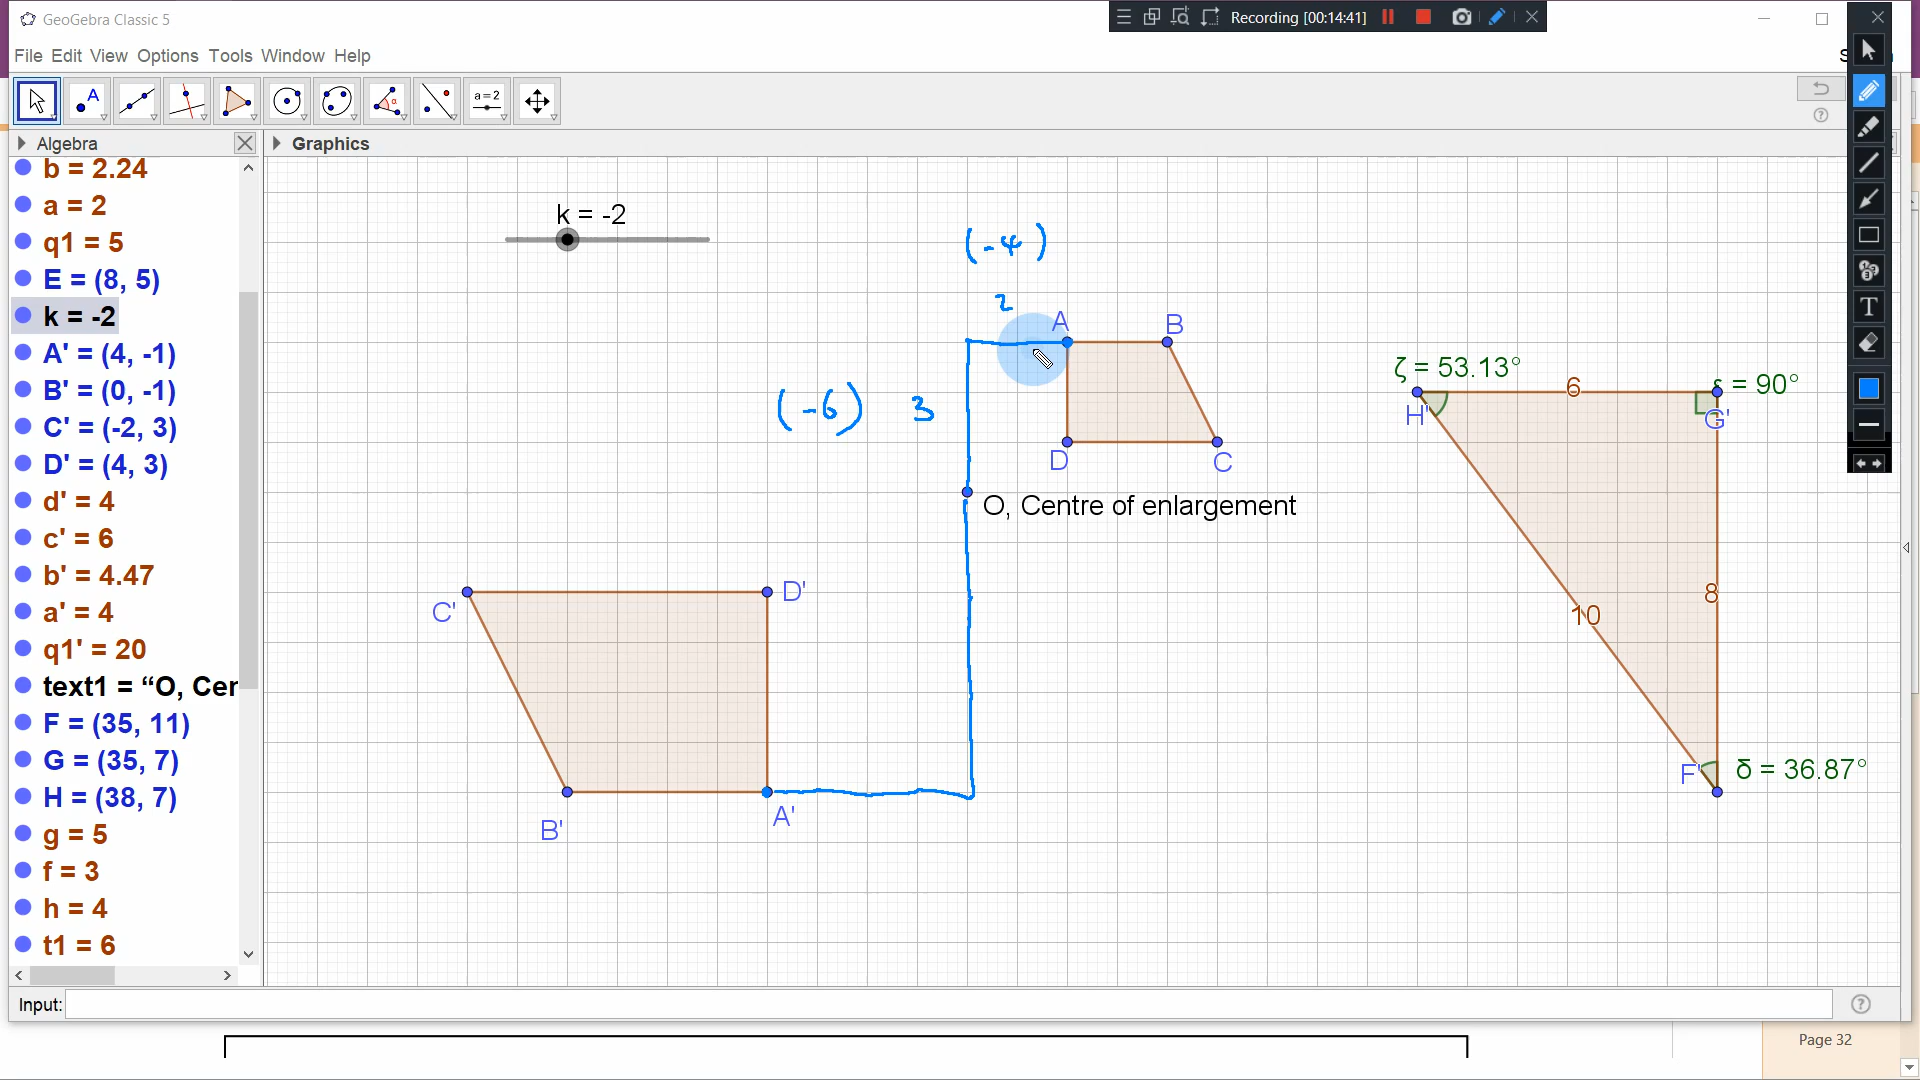 GeoGebra Classic 5
Recording [00:14:41]
File Edit View Options Tools Window Help
A
α
a=2
Algebra
Graphics
b = 2.24
a = 2
q1 = 5
E = (8, 5)
k = -2
A' = (4, -1)
B' = (0, -1)
C' = (-2, 3)
D' = (4, 3)
d' = 4
c' = 6
b' = 4.47
a' = 4
q1' = 20
text1 = “O, Cer
F = (35, 11)
G = (35, 7)
H = (38, 7)
g = 5
f = 3
h = 4
t1 = 6
k = -2
(-4)
2
A
B
(-6) 3
D
C
O, Centre of enlargement
C'
D'
B'
A'
ζ = 53.13°
6
= 90°
H'
G'
8
10
F'
δ = 36.87°
T
Input:
Page 32